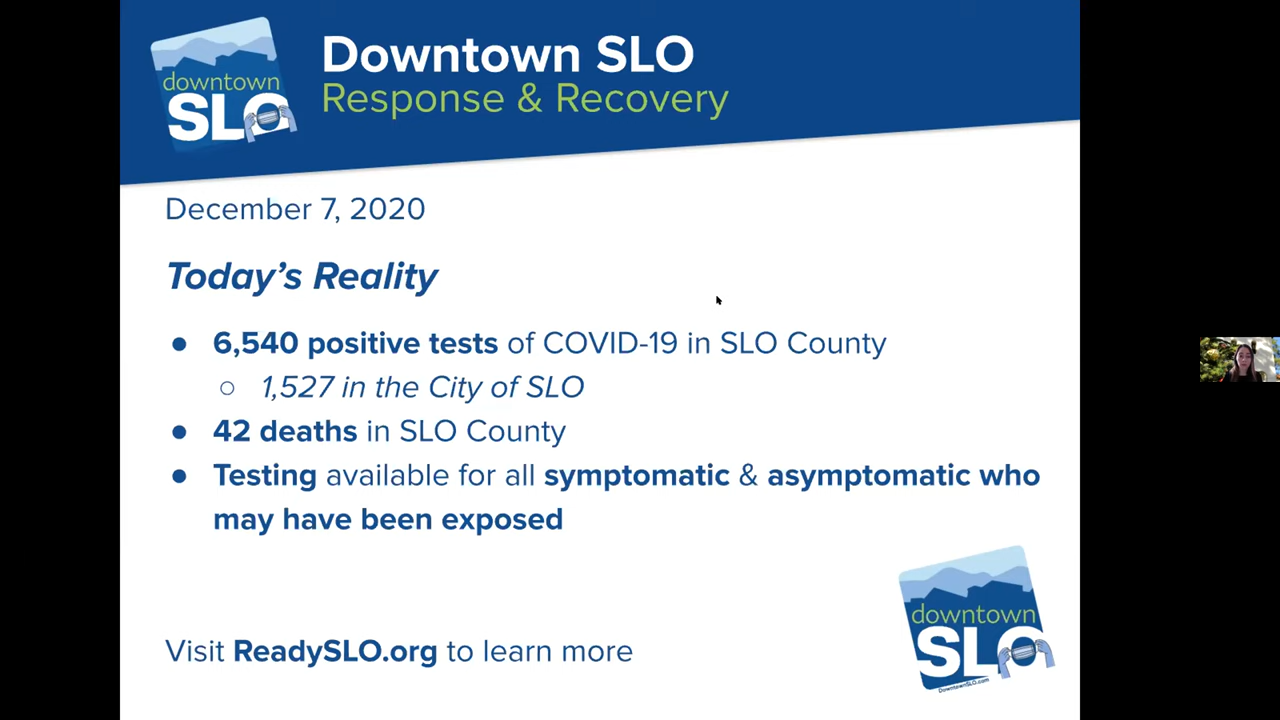 downtown
SLO
Downtown SLO
Response & Recovery
December 7, 2020
Today's Reality
● 6,540 positive tests of COVID-19 in SLO County
○ 1,527 in the City of SLO
● 42 deaths in SLO County
● Testing available for all symptomatic & asymptomatic who
may have been exposed
Visit ReadySLO.org to learn more
downtown
SLO
DowntownSLO.com